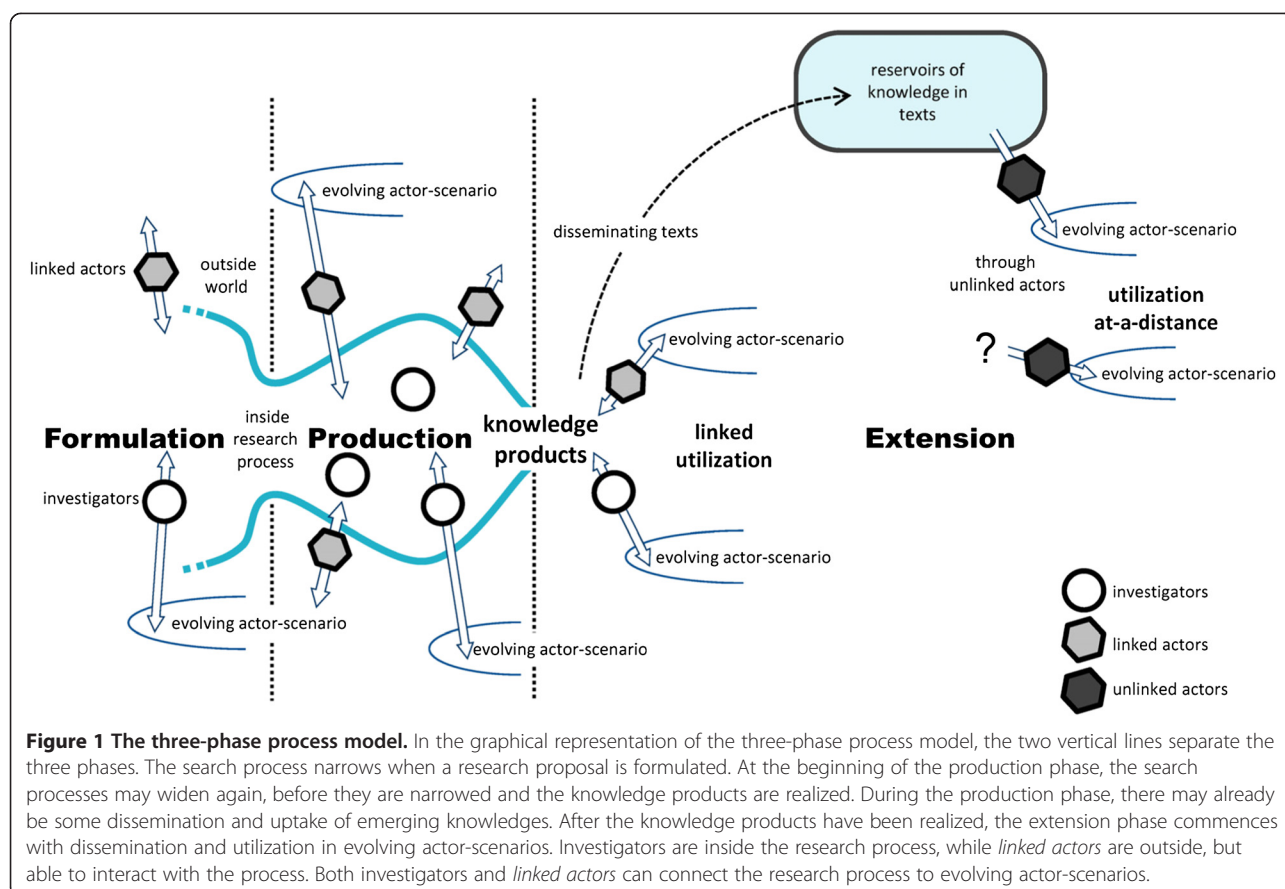 reservoirs of
knowledge in
texts
evolving actor-scenario
disseminating texts
evolving actor-scenario
linked actors
outside
world
through
unlinked actors
utilization
at-a-distance
evolving actor-scenario
?
evolving actor-scenario
Formulation
inside
research
process
Production
knowledge
products
linked
utilization
Extension
investigators
evolving actor-scenario
evolving actor-scenario
evolving actor-scenario
investigators
linked actors
unlinked actors
Figure 1 The three-phase process model. In the graphical representation of the three-phase process model, the two vertical lines separate the
three phases. The search process narrows when a research proposal is formulated. At the beginning of the production phase, the search
processes may widen again, before they are narrowed and the knowledge products are realized. During the production phase, there may already
be some dissemination and uptake of emerging knowledges. After the knowledge products have been realized, the extension phase commences
with dissemination and utilization in evolving actor-scenarios. Investigators are inside the research process, while linked actors are outside, but
able to interact with the process. Both investigators and linked actors can connect the research process to evolving actor-scenarios.